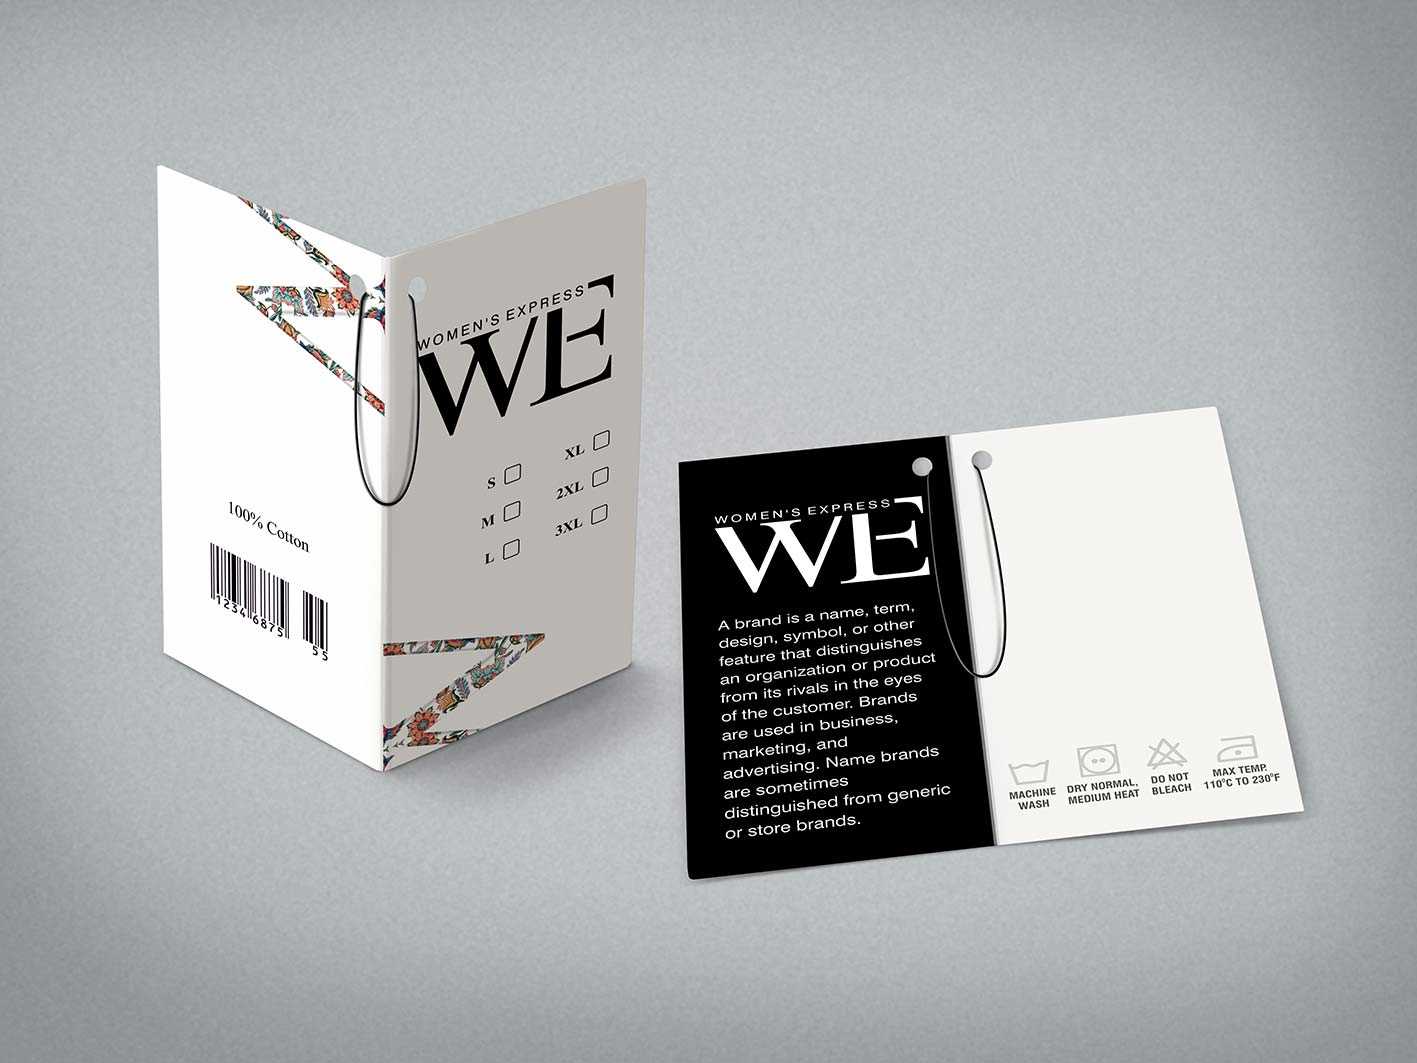 100% Cotton
12346875
55
WOMEN'S EXPRESS
WE
S
M
L
XL
2XL
3XL
WOMEN'S EXPRESS
WE
A brand is a name, term,
design, symbol, or other
feature that distinguishes
an organization or product
from its rivals in the eyes
of the customer. Brands
are used in business,
marketing, and
advertising. Name brands
are sometimes
distinguished from generic
or store brands.
MACHINE
WASH
DRY NORMAL,
MEDIUM HEAT
DO NOT
BLEACH
MAX TEMP.
110°C TO 230°F